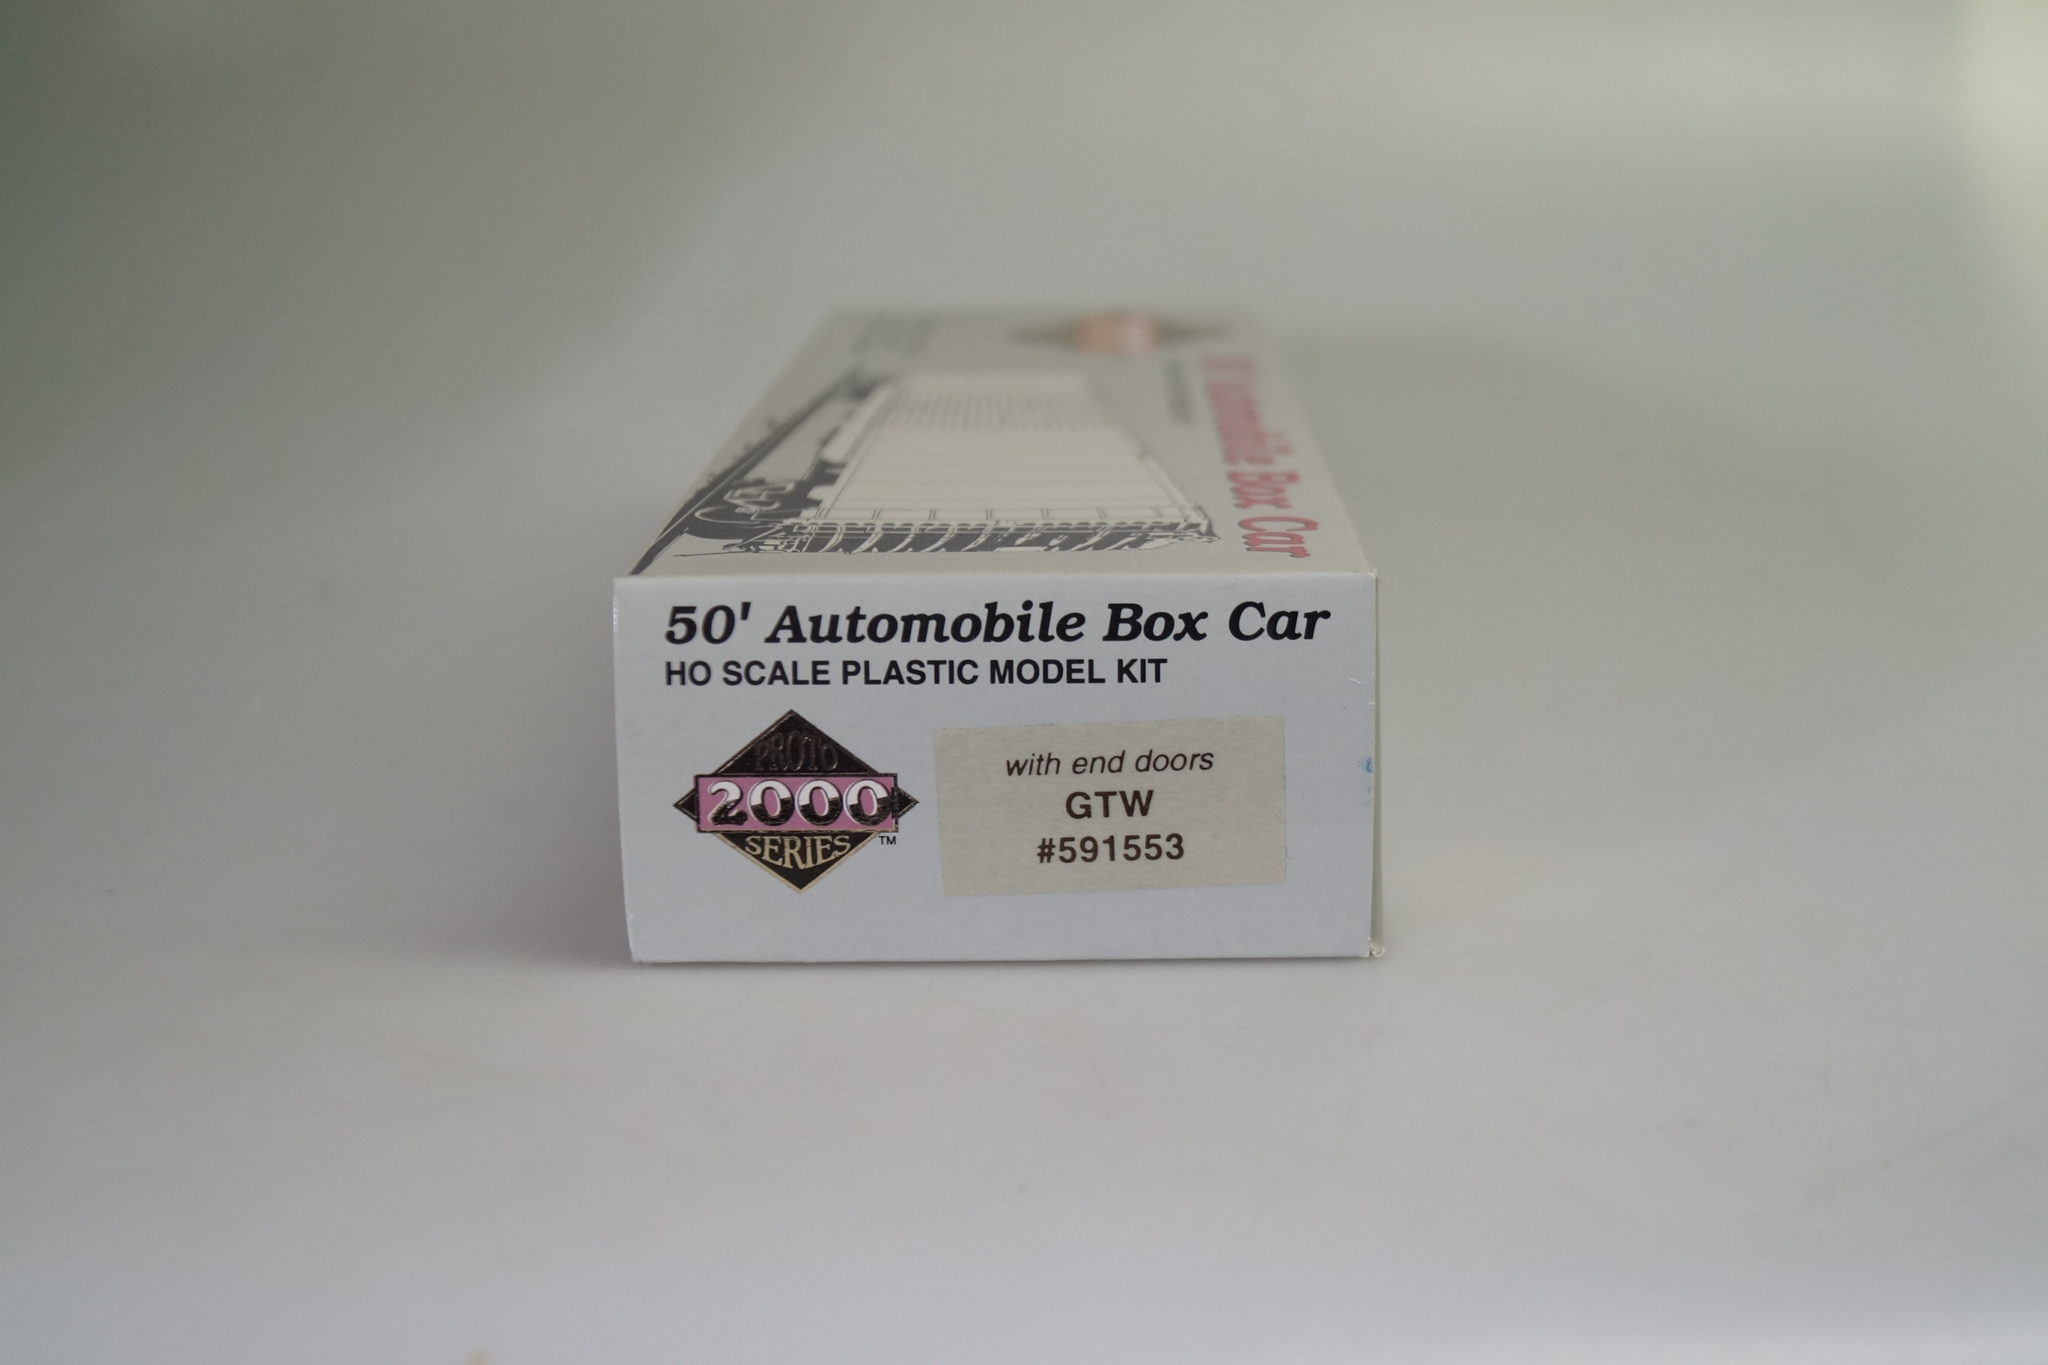 Box Car
50' Automobile Box Car
HO SCALE PLASTIC MODEL KIT
PROTO
2000
SERIES
TM
with end doors
GTW
#591553